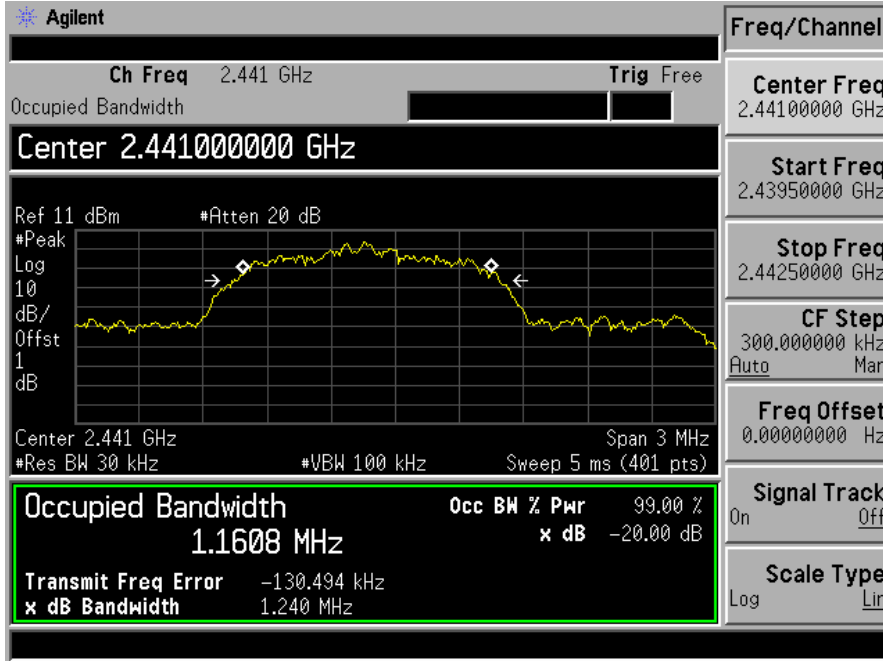 Agilent
Freq/Channel
Ch Freq 2.441 GHz Trig Free
Occupied Bandwidth
Center 2.441000000 GHz
Ref 11 dBm #Atten 20 dB
#Peak
Log
10
dB/
Offst
1
dB
Center 2.441 GHz Span 3 MHz
#Res BW 30 kHz #VBW 100 kHz Sweep 5 ms (401 pts)
Occupied Bandwidth Occ BW % Pwr 99.00 %
1.1608 MHz x dB -20.00 dB
Transmit Freq Error -130.494 kHz
x dB Bandwidth 1.240 MHz
Center Freq
2.44100000 GHz
Start Freq
2.43950000 GHz
Stop Freq
2.44250000 GHz
CF Step
300.000000 kHz
Auto Man
Freq Offset
0.00000000 Hz
Signal Track
On Off
Scale Type
Log Lin